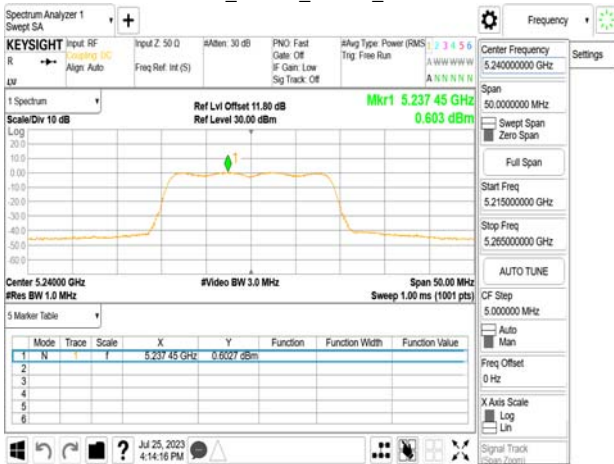 Spectrum Analyzer 1
Swept SA
Frequency
KEYSIGHT Input: RF Input Z: 50 Ω #Atten: 30 dB PNO: Fast #Avg Type: Power (RMS 1 2 3 4 5 6
R Coupling: DC Gate: Off Trig: Free Run A W W W W W
Align: Auto Freq Ref: Int (S) IF Gain: Low
Sig Track: Off A N N N N N
LXI
Center Frequency
5.240000000 GHz
Settings
Span
50.0000000 MHz
Swept Span
Zero Span
Full Span
Start Freq
5.215000000 GHz
Stop Freq
5.265000000 GHz
AUTO TUNE
CF Step
5.000000 MHz
Auto
Man
Freq Offset
0 Hz
X Axis Scale
Log
Lin
Signal Track
(Span Zoom)
1 Spectrum
Ref Lvl Offset 11.80 dB
Mkr1 5.237 45 GHz
Scale/Div 10 dB
Ref Level 30.00 dBm
0.603 dBm
Log
20.0
10.0
0.00
-10.0
-20.0
-30.0
-40.0
-50.0
-60.0
1
Center 5.24000 GHz #Video BW 3.0 MHz Span 50.00 MHz
#Res BW 1.0 MHz Sweep 1.00 ms (1001 pts)
5 Marker Table
Mode Trace Scale X Y Function Function Width Function Value
1 N 1 f 5.237 45 GHz 0.6027 dBm
2
3
4
5
6
Jul 25, 2023
4:14:16 PM